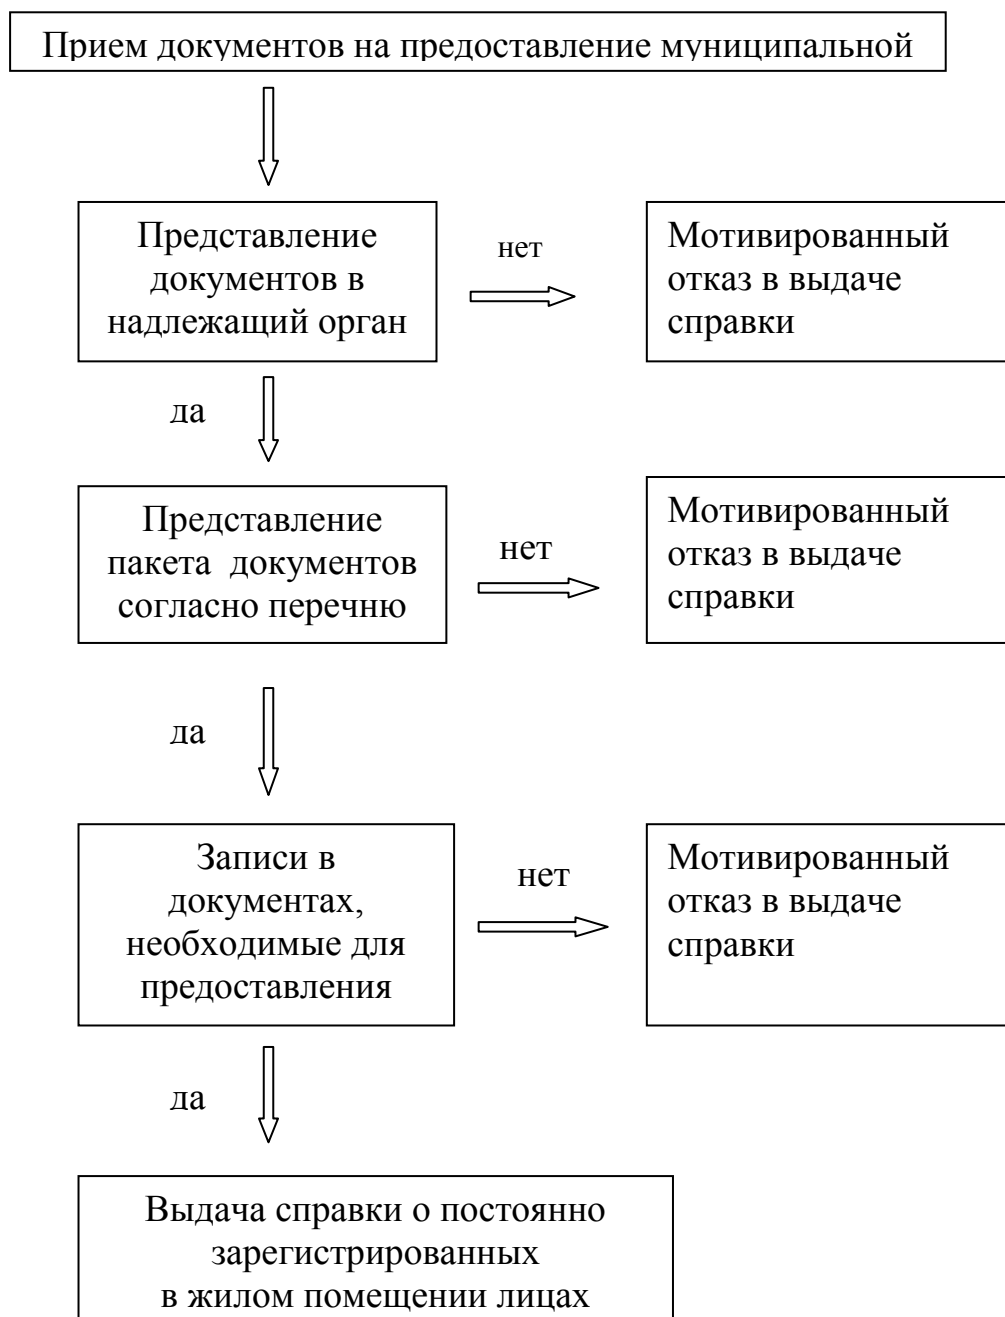 Прием документов на предоставление муниципальной
Представление
документов в
надлежащий орган
нет
Мотивированный
отказ в выдаче
справки
да
Представление
пакета документов
согласно перечню
нет
Мотивированный
отказ в выдаче
справки
да
Записи в
документах,
необходимые для
предоставления
нет
Мотивированный
отказ в выдаче
справки
да
Выдача справки о постоянно
зарегистрированных
в жилом помещении лицах